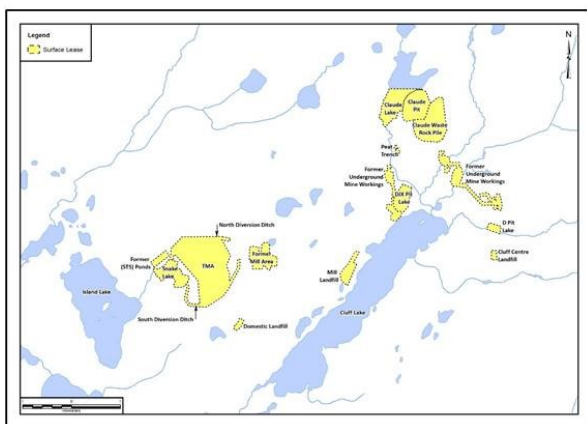 Legend
Surface Lease
N
Claude
Lake
Claude
Pit
Claude Waste
Rock Pile
Peat
Trench
Former
Underground
Mine Workings
Former
Underground
Mine Workings
DJX Pit
Lake
D Pit
Lake
Cluff Centre
Landfill
North Diversion Ditch
Former
(STS) Ponds
Snake
Lake
TMA
Former
Mill Area
Mill
Landfill
Island Lake
Cluff Lake
South Diversion Ditch
Domestic Landfill